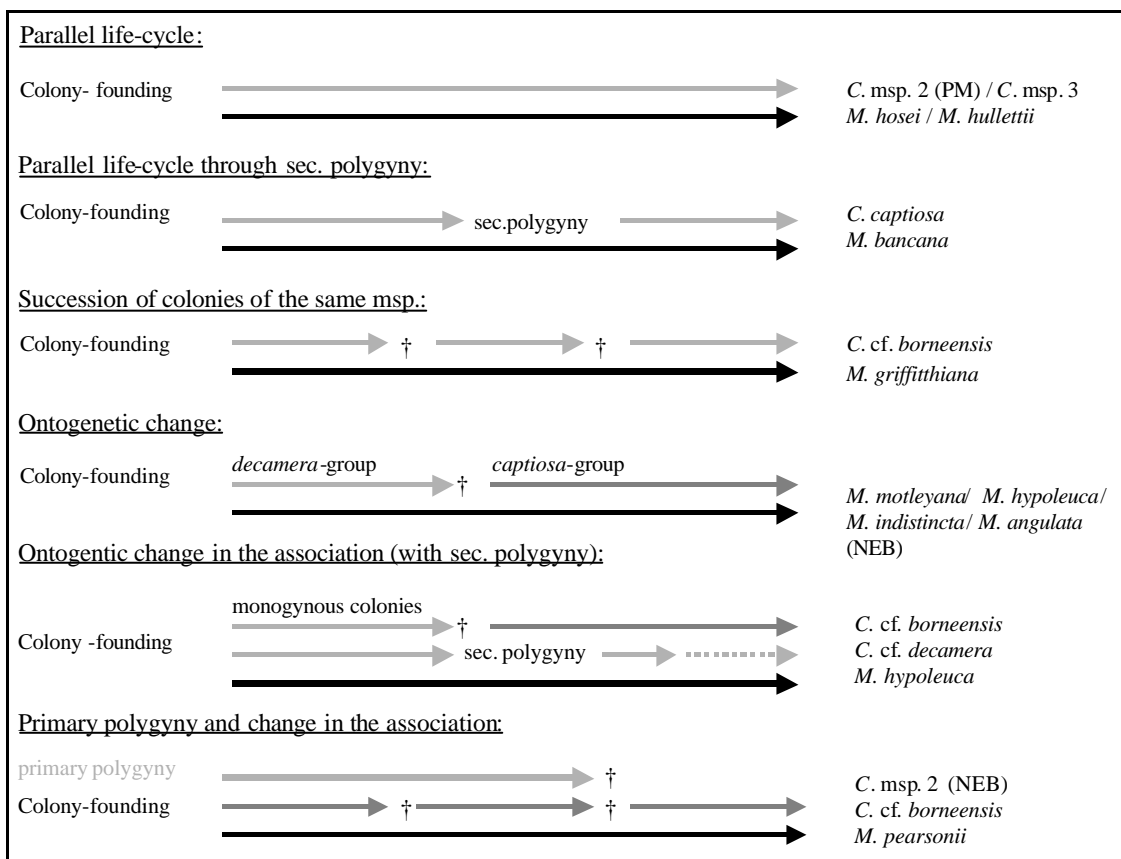 Parallel life-cycle:
Colony- founding
C. msp. 2 (PM) / C. msp. 3
M. hosei / M. hullettii
Parallel life-cycle through sec. polygyny:
Colony-founding
sec.polygyny
C. captiosa
M. bancana
Succession of colonies of the same msp.:
Colony-founding
†
†
C. cf. borneensis
M. griffitthiana
Ontogenetic change:
Colony-founding
decamera-group
†
captiosa-group
M. motleyana/ M. hypoleuca/
M. indistincta/ M. angulata
(NEB)
Ontogentic change in the association (with sec. polygyny):
monogynous colonies
Colony -founding
†
sec. polygyny
C. cf. borneensis
C. cf. decamera
M. hypoleuca
Primary polygyny and change in the association:
primary polygyny
†
C. msp. 2 (NEB)
Colony-founding
†
†
C. cf. borneensis
M. pearsonii